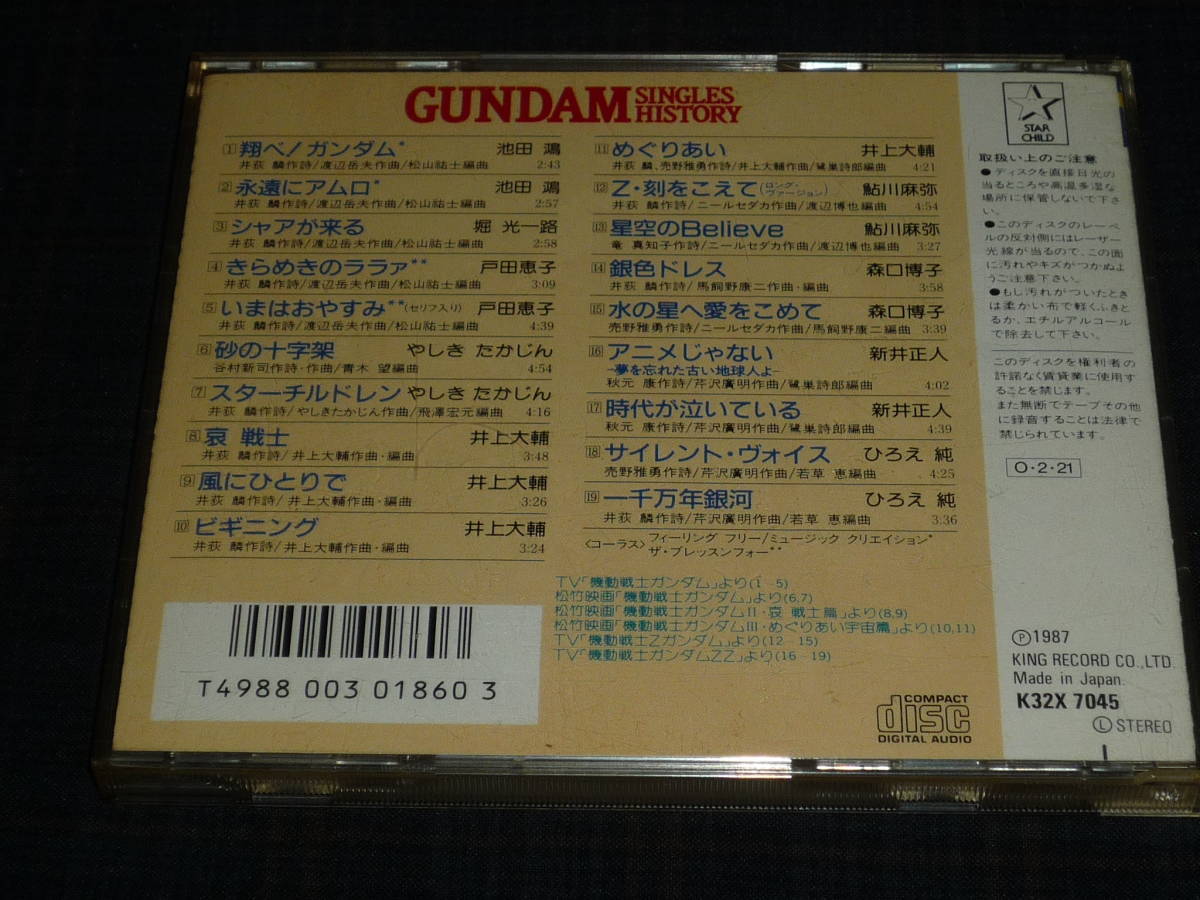 GUNDAM SINGLES HISTORY
1 翔べ!ガンダム* 池田 鴻
井荻 麟作詩/渡辺岳夫作曲/松山祐士編曲 2:43
2 永遠にアムロ* 池田 鴻
井荻 麟作詩/渡辺岳夫作曲/松山祐士編曲 2:57
3 シャアが来る 堀 光一路
井荻 麟作詩/渡辺岳夫作曲/松山祐士編曲 2:58
4 きらめきのララァ** 戸田恵子
井荻 麟作詩/渡辺岳夫作曲/松山祐士編曲 3:09
5 いまはおやすみ**(セリフ入り) 戸田恵子
井荻 麟作詩/渡辺岳夫作曲/松山祐士編曲 4:39
6 砂の十字架 やしき たかじん
谷村新司作詩・作曲/青木 望編曲 4:54
7 スターチルドレン やしき たかじん
井荻 麟作詩/やしきたかじん作曲/飛澤宏元編曲 4:16
8 哀 戦士 井上大輔
井荻 麟作詩/井上大輔作曲・編曲 3:48
9 風にひとりで 井上大輔
井荻 麟作詩/井上大輔作曲・編曲 3:26
10 ビギニング 井上大輔
井荻 麟作詩/井上大輔作曲・編曲 3:24
11 めぐりあい 井上大輔
井荻 麟、売野雅勇作詩/井上大輔作曲/鷺巣詩郎編曲 4:21
12 Z・刻をこえて(ロング・ヴァージョン) 鮎川麻弥
井荻 麟作詩/ニールセダカ作曲/渡辺博也編曲 4:54
13 星空のBelieve 鮎川麻弥
竜 真知子作詩/ニールセダカ作曲/渡辺博也編曲 3:27
14 銀色ドレス 森口博子
井荻 麟作詩/馬飼野康二作曲・編曲 3:58
15 水の星へ愛をこめて 森口博子
売野雅勇作詩/ニールセダカ作曲/馬飼野康二編曲 3:39
16 アニメじゃない 新井正人
-夢を忘れた古い地球人よ-
秋元 康作詩/芹沢廣明作曲/鷺巣詩郎編曲 4:02
17 時代が泣いている 新井正人
秋元 康作詩/芹沢廣明作曲/鷺巣詩郎編曲 4:39
18 サイレント・ヴォイス ひろえ 純
売野雅勇作詩/芹沢廣明作曲/若草 恵編曲 4:25
19 一千万年銀河 ひろえ 純
井荻 麟作詩/芹沢廣明作曲/若草 恵編曲 3:36
〈コーラス〉フィーリング フリー/ミュージック クリエイション*
ザ・ブレッスンフォー**
TV「機動戦士ガンダム」より(1-5)
松竹映画「機動戦士ガンダム」より(6,7)
松竹映画「機動戦士ガンダムII・哀 戦士篇」より(8,9)
松竹映画「機動戦士ガンダムIII・めぐりあい宇宙篇」より(10,11)
TV「機動戦士Zガンダム」より(12-15)
TV「機動戦士ガンダムZZ」より(16-19)
T4988 003 01860 3
COMPACT
disc
DIGITAL AUDIO
STAR
CHILD
取扱い上のご注意
●ディスクを直接日光の
当るところや高温多湿な
場所に保管しないで下さ
い。
●このディスクのレーベ
ルの反対側にはレーザー
光線が当るので、この面
に汚れやキズがつかぬよ
うご注意下さい。
●もし汚れがついたとき
は柔かい布で軽くふきと
るか、エチルアルコール
で除去して下さい。
このディスクを権利者の
許諾なく賃貸業に使用す
ることを禁じます。
また無断でテープその他
に録音することは法律で
禁じられています。
O・2・21
Ⓟ1987
KING RECORD CO.,LTD.
Made in Japan.
K32X 7045
Ⓛ STEREO